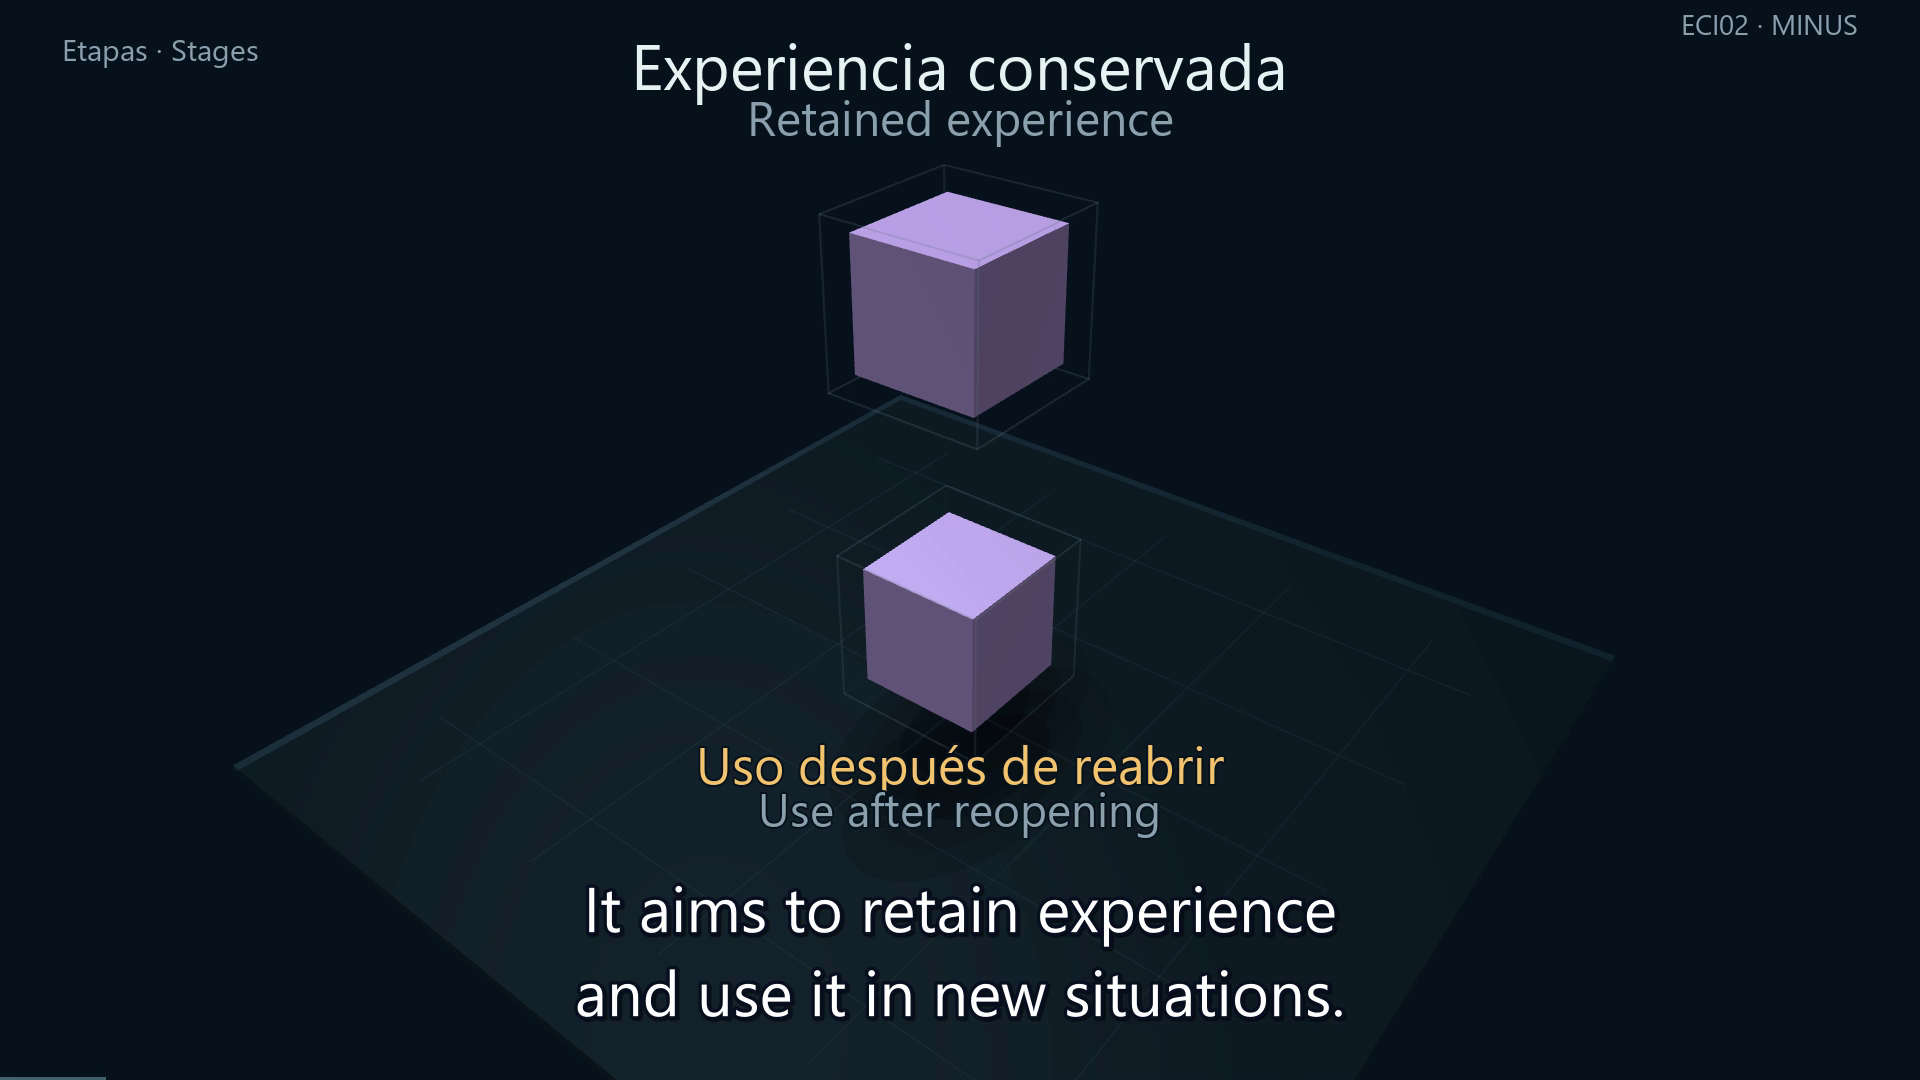 Etapas · Stages
ECI02 · MINUS
Experiencia conservada
Retained experience
Uso después de reabrir
Use after reopening
It aims to retain experience
and use it in new situations.